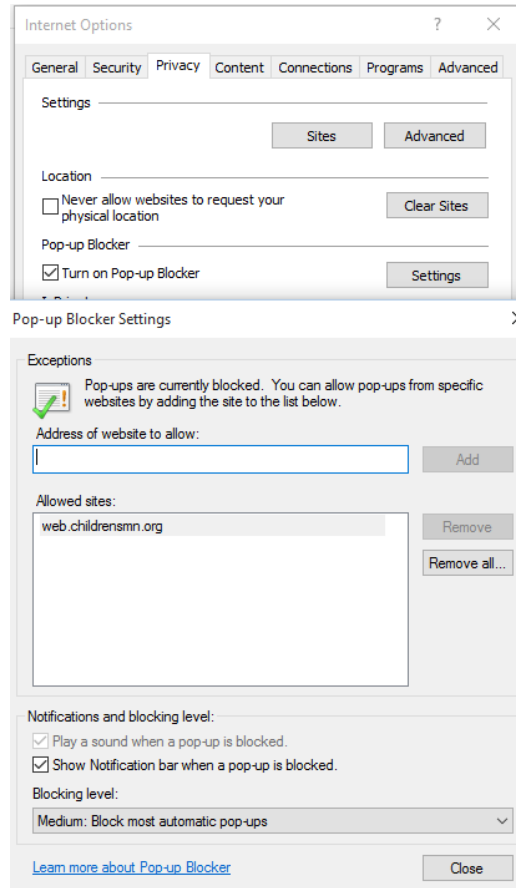 Internet Options ?
General Security Privacy Content Connections Programs Advanced
Settings
Sites Advanced
Location
Never allow websites to request your
physical location
Clear Sites
Pop-up Blocker
Turn on Pop-up Blocker Settings
Pop-up Blocker Settings
Exceptions
Pop-ups are currently blocked. You can allow pop-ups from specific
websites by adding the site to the list below.
Address of website to allow:
Add
Allowed sites:
web.childrensmn.org
Remove
Remove all...
Notifications and blocking level:
Play a sound when a pop-up is blocked.
Show Notification bar when a pop-up is blocked.
Blocking level:
Medium: Block most automatic pop-ups
Learn more about Pop-up Blocker Close